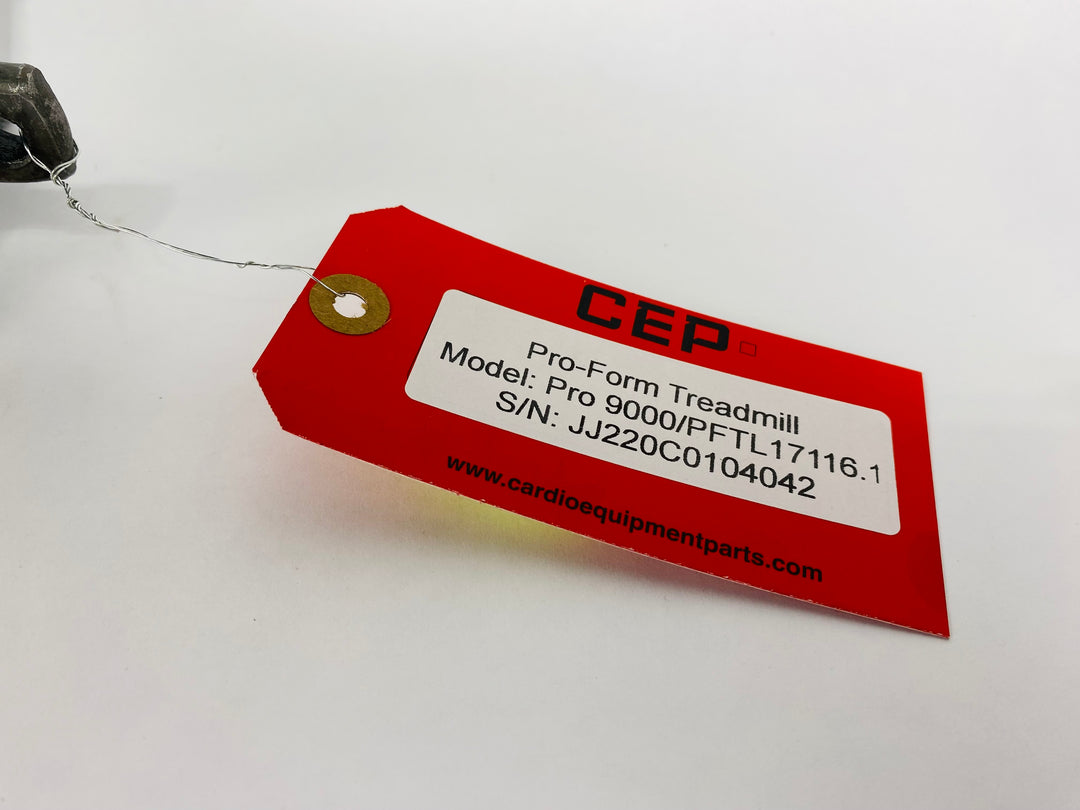 CEP
Pro-Form Treadmill
Model: Pro 9000/PFTL17116.1
S/N: JJ220C0104042
www.cardioequipmentparts.com